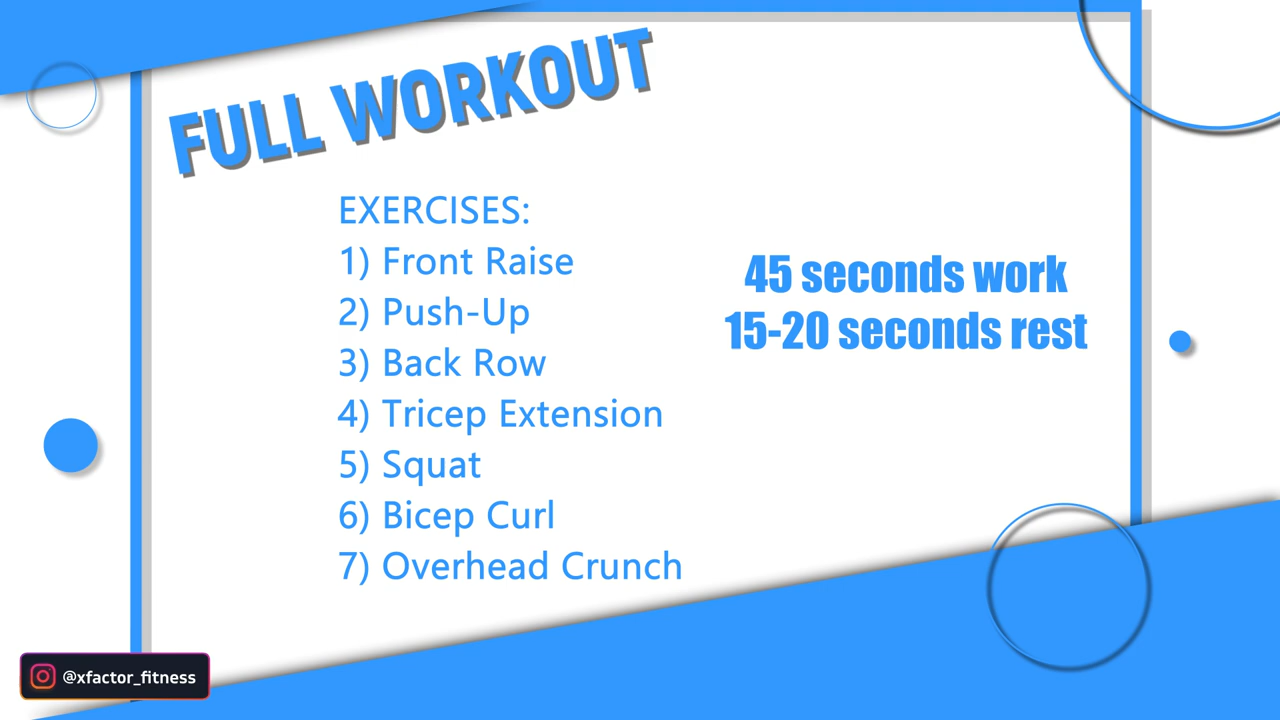 FULL WORKOUT
EXERCISES:
1) Front Raise
2) Push-Up
3) Back Row
4) Tricep Extension
5) Squat
6) Bicep Curl
7) Overhead Crunch
45 seconds work
15-20 seconds rest
@xfactor_fitness